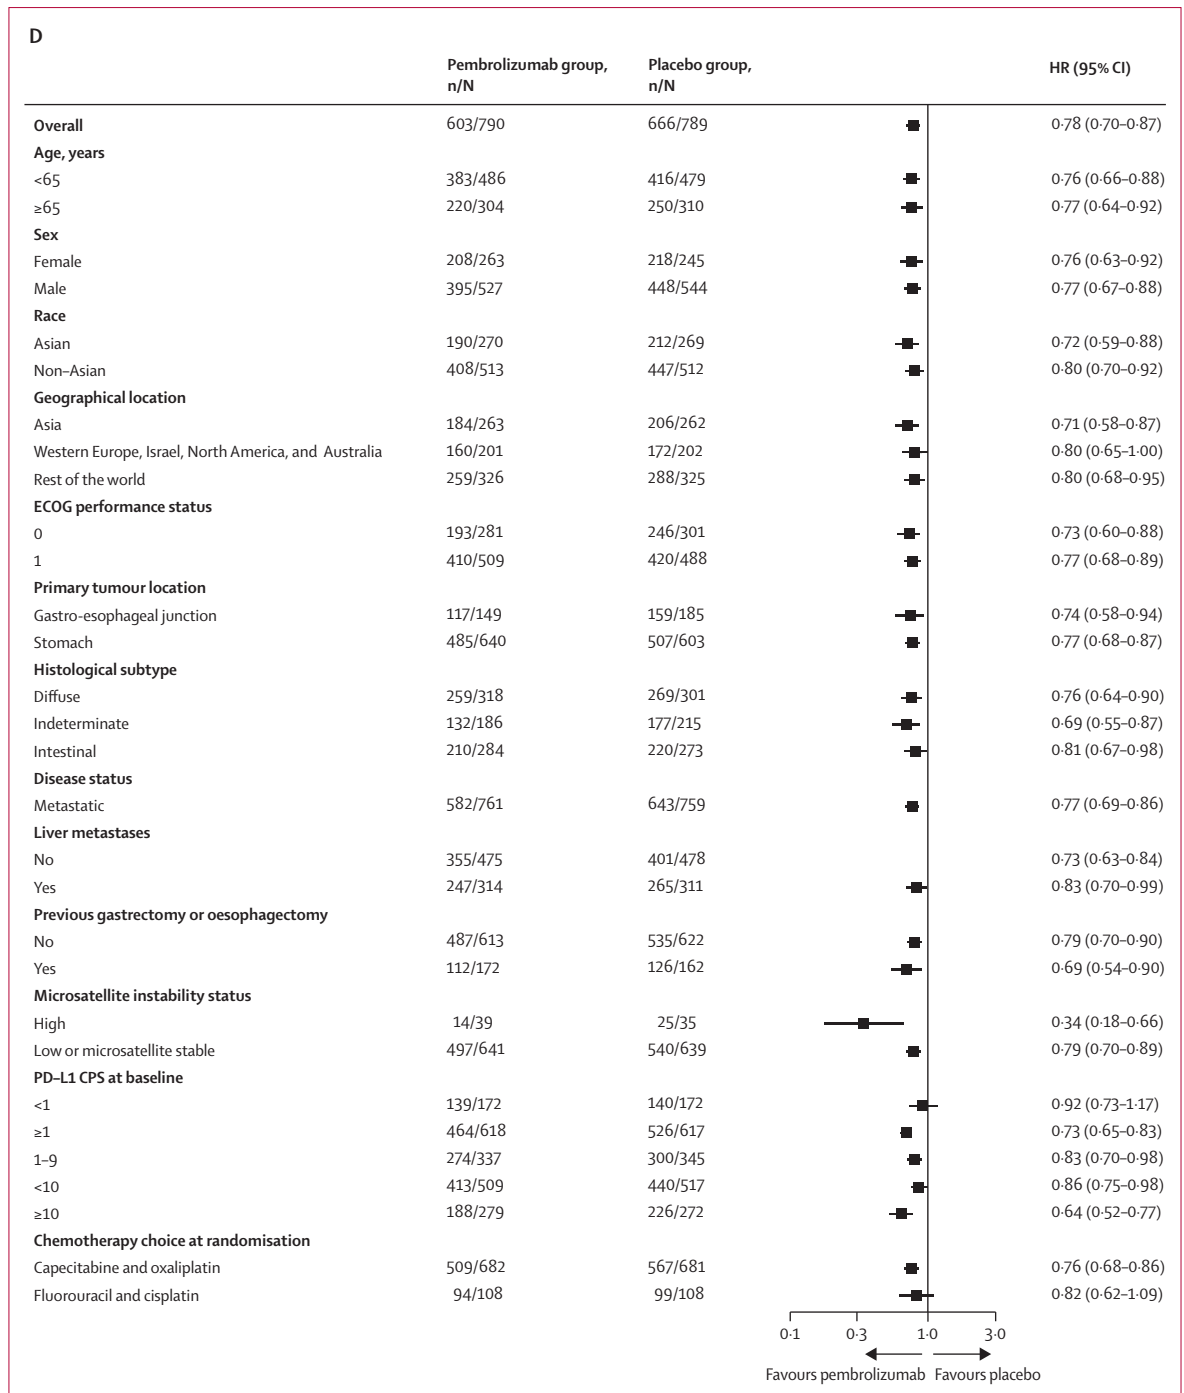 D
Pembrolizumab group, n/N Placebo group, n/N HR (95% CI)
Overall 603/790 666/789 0·78 (0·70–0·87)
Age, years
<65 383/486 416/479 0·76 (0·66–0·88)
≥65 220/304 250/310 0·77 (0·64–0·92)
Sex
Female 208/263 218/245 0·76 (0·63–0·92)
Male 395/527 448/544 0·77 (0·67–0·88)
Race
Asian 190/270 212/269 0·72 (0·59–0·88)
Non–Asian 408/513 447/512 0·80 (0·70–0·92)
Geographical location
Asia 184/263 206/262 0·71 (0·58–0·87)
Western Europe, Israel, North America, and Australia 160/201 172/202 0·80 (0·65–1·00)
Rest of the world 259/326 288/325 0·80 (0·68–0·95)
ECOG performance status
0 193/281 246/301 0·73 (0·60–0·88)
1 410/509 420/488 0·77 (0·68–0·89)
Primary tumour location
Gastro-esophageal junction 117/149 159/185 0·74 (0·58–0·94)
Stomach 485/640 507/603 0·77 (0·68–0·87)
Histological subtype
Diffuse 259/318 269/301 0·76 (0·64–0·90)
Indeterminate 132/186 177/215 0·69 (0·55–0·87)
Intestinal 210/284 220/273 0·81 (0·67–0·98)
Disease status
Metastatic 582/761 643/759 0·77 (0·69–0·86)
Liver metastases
No 355/475 401/478 0·73 (0·63–0·84)
Yes 247/314 265/311 0·83 (0·70–0·99)
Previous gastrectomy or oesophagectomy
No 487/613 535/622 0·79 (0·70–0·90)
Yes 112/172 126/162 0·69 (0·54–0·90)
Microsatellite instability status
High 14/39 25/35 0·34 (0·18–0·66)
Low or microsatellite stable 497/641 540/639 0·79 (0·70–0·89)
PD–L1 CPS at baseline
<1 139/172 140/172 0·92 (0·73–1·17)
≥1 464/618 526/617 0·73 (0·65–0·83)
1–9 274/337 300/345 0·83 (0·70–0·98)
<10 413/509 440/517 0·86 (0·75–0·98)
≥10 188/279 226/272 0·64 (0·52–0·77)
Chemotherapy choice at randomisation
Capecitabine and oxaliplatin 509/682 567/681 0·76 (0·68–0·86)
Fluorouracil and cisplatin 94/108 99/108 0·82 (0·62–1·09)
0·1 0·3 1·0 3·0
Favours pembrolizumab Favours placebo